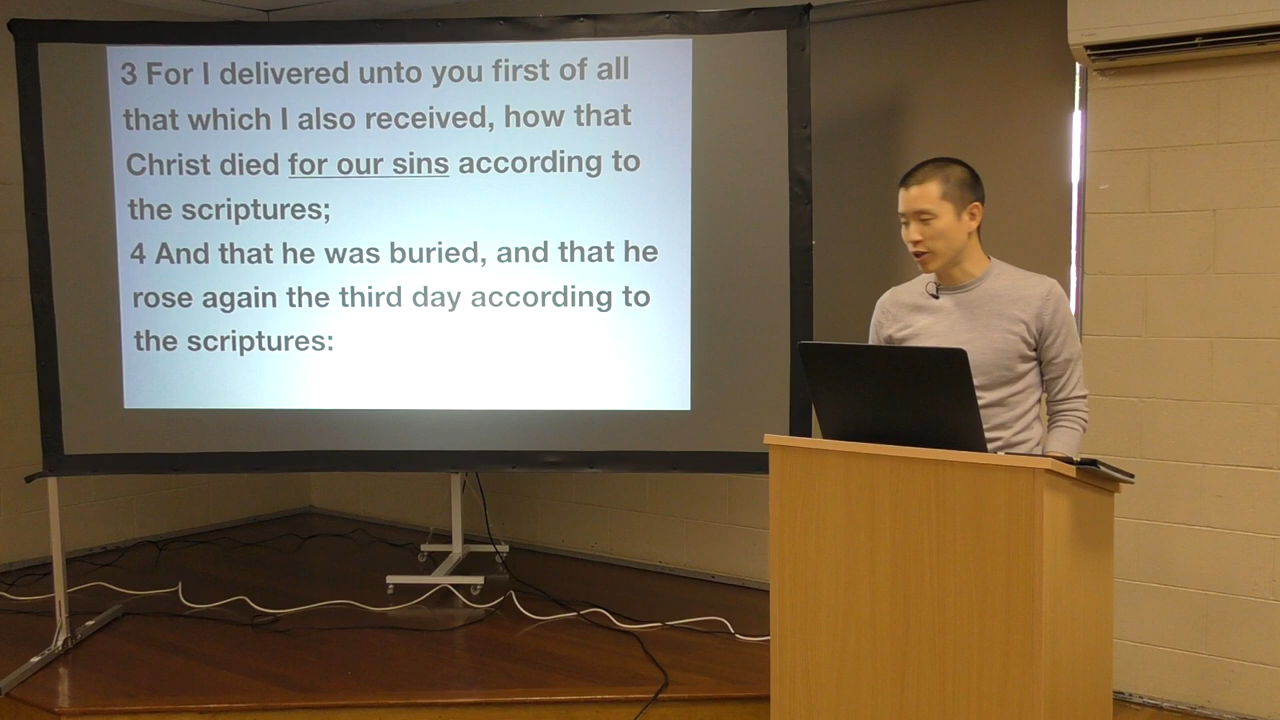 3 For I delivered unto you first of all
that which I also received, how that
Christ died for our sins according to
the scriptures;
4 And that he was buried, and that he
rose again the third day according to
the scriptures: